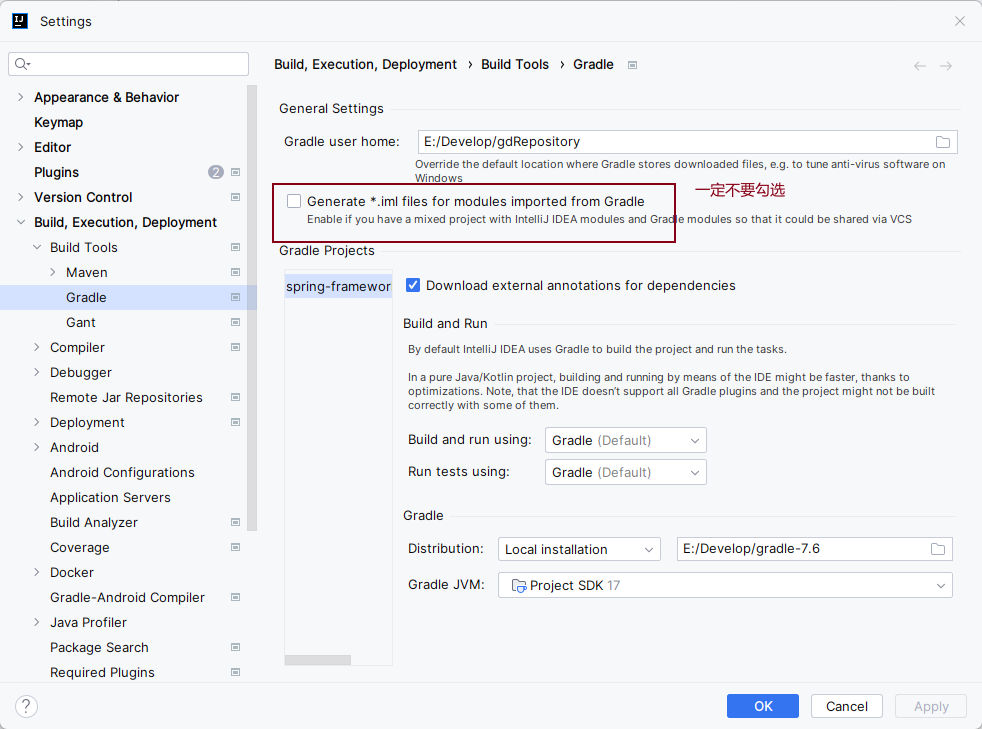 Settings
Appearance & Behavior
Keymap
Editor
Plugins 2
Version Control
Build, Execution, Deployment
Build Tools
Maven
Gradle
Gant
Compiler
Debugger
Remote Jar Repositories
Deployment
Android
Android Configurations
Application Servers
Build Analyzer
Coverage
Docker
Gradle-Android Compiler
Java Profiler
Package Search
Required Plugins
Build, Execution, Deployment › Build Tools › Gradle
General Settings
Gradle user home: E:/Develop/gdRepository
Override the default location where Gradle stores downloaded files, e.g. to tune anti-virus software on
Windows
一定不要勾选
Generate *.iml files for modules imported from Gradle
Enable if you have a mixed project with IntelliJ IDEA modules and Gradle modules so that it could be shared via VCS
Gradle Projects
spring-framewor
Download external annotations for dependencies
Build and Run
By default IntelliJ IDEA uses Gradle to build the project and run the tasks.
In a pure Java/Kotlin project, building and running by means of the IDE might be faster, thanks to
optimizations. Note, that the IDE doesn't support all Gradle plugins and the project might not be built
correctly with some of them.
Build and run using: Gradle (Default)
Run tests using: Gradle (Default)
Gradle
Distribution: Local installation E:/Develop/gradle-7.6
Gradle JVM: Project SDK 17
? OK Cancel Apply